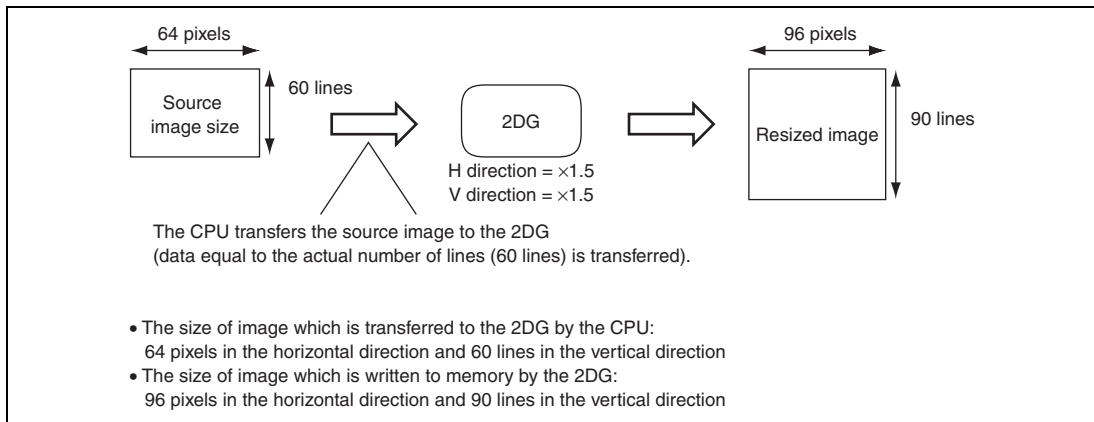 64 pixels
96 pixels
60 lines
Source
image size
2DG
Resized image
90 lines
H direction = ×1.5
V direction = ×1.5
The CPU transfers the source image to the 2DG
(data equal to the actual number of lines (60 lines) is transferred).
• The size of image which is transferred to the 2DG by the CPU:
64 pixels in the horizontal direction and 60 lines in the vertical direction
• The size of image which is written to memory by the 2DG:
96 pixels in the horizontal direction and 90 lines in the vertical direction